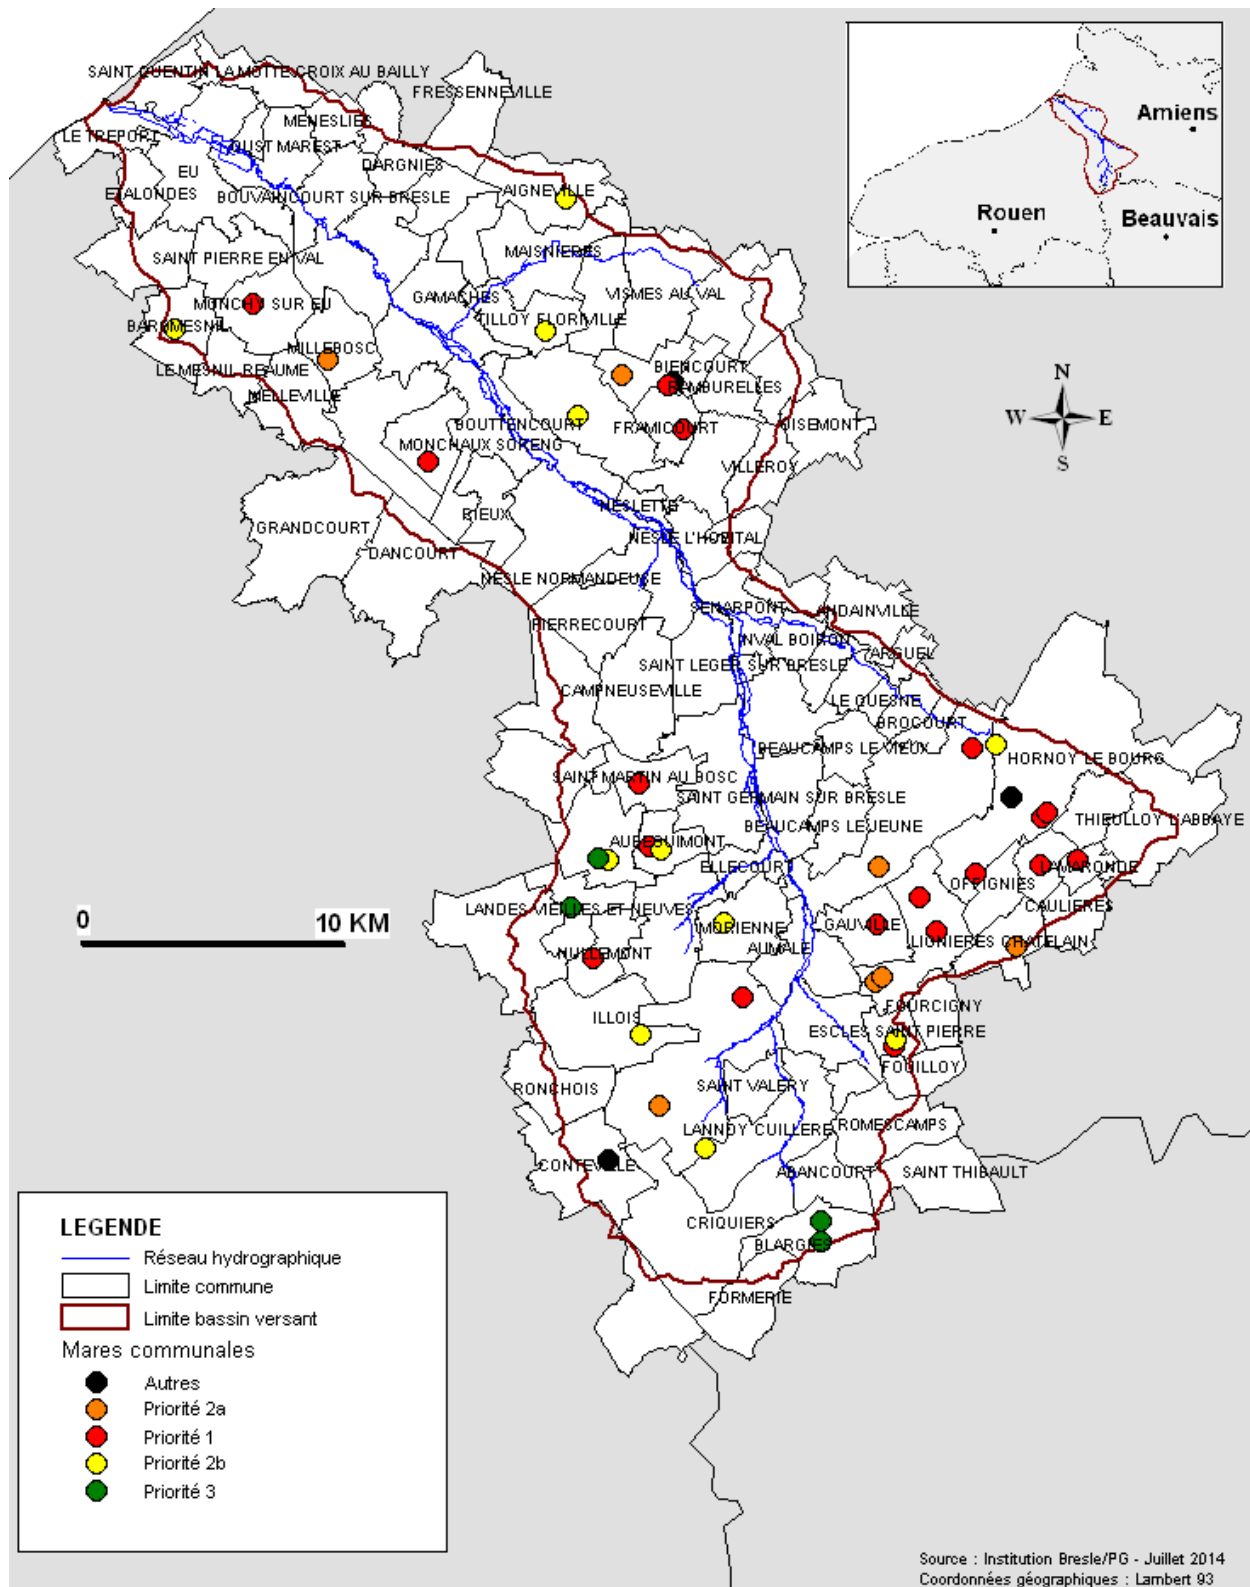 SAINT QUENTIN LA MOTTE CROIX AU BAILLY
FRESSENNEVILLE
MENESLIES
LE TREPORT
OUST MAREST
DARGNIES
EU
ETALONDES
BOUVAINCOURT SUR BRESLE
AIGNEVILLE
MAISNIERES
SAINT PIERRE EN VAL
GAMACHES
VISMES AU VAL
MONCHY SUR EU
TILLOY FLORIVILLE
BAROMESNIL
MILLEBOSC
LE MESNIL REAUME
BIENCOURT
RAMBURELLES
MELLEVILLE
BOUTTENCOURT
FRAMICOURT
OISEMONT
MONCHAUX SORENG
VILLEROY
RIEUX
NESLETTE
GRANDCOURT
NESLE L'HOPITAL
DANCOURT
NESLE NORMANDEUSE
SENARPONT
ANDAINVILLE
PIERRECOURT
INVAL BOIRON
ARGUEL
SAINT LEGER SUR BRESLE
CAMPNEUSEVILLE
LE QUESNE
BROCOURT
BEAUCAMPS LE VIEUX
HORNOY LE BOURG
SAINT MARTIN AU BOSC
SAINT GERMAIN SUR BRESLE
THIEULLOY L'ABBAYE
BEAUCAMPS LE JEUNE
AUBEGUIMONT
ELLECOURT
LAMARONDE
OFFIGNIES
CAULIERES
LANDES VIEILLES ET NEUVES
MORIENNE
GAUVILLE
LIGNIERES CHATELAIN
AUMALE
NULLEMONT
FOURCIGNY
ILLOIS
ESCLES SAINT PIERRE
FOUILLOY
RONCHOIS
SAINT VALERY
LANNOY CUILLERE
ROMESCAMPS
CONTEVILLE
ABANCOURT
SAINT THIBAULT
CRIQUIERS
BLARGIES
FORMERIE
Amiens
Rouen
Beauvais
N
W
E
S
0
10 KM
LEGENDE
Réseau hydrographique
Limite commune
Limite bassin versant
Mares communales
Autres
Priorité 2a
Priorité 1
Priorité 2b
Priorité 3
Source : Institution Bresle/PG - Juillet 2014
Coordonnées géographiques : Lambert 93